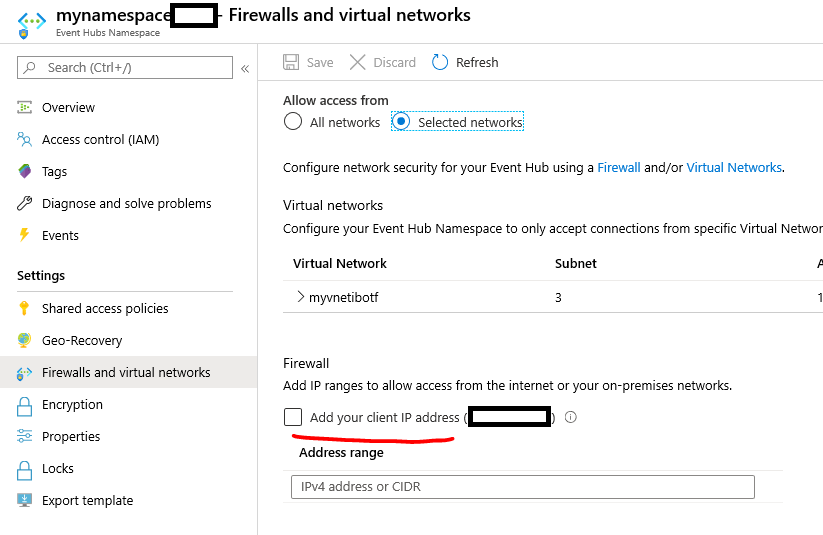 mynamespace - Firewalls and virtual networks
Event Hubs Namespace
Search (Ctrl+/)
«
Overview
Access control (IAM)
Tags
Diagnose and solve problems
Events
Settings
Shared access policies
Geo-Recovery
Firewalls and virtual networks
Encryption
Properties
Locks
Export template
Save Discard Refresh
Allow access from
All networks Selected networks
Configure network security for your Event Hub using a Firewall and/or Virtual Networks.
Virtual networks
Configure your Event Hub Namespace to only accept connections from specific Virtual Networ
Virtual Network Subnet A
myvnetibotf 3 1
Firewall
Add IP ranges to allow access from the internet or your on-premises networks.
Add your client IP address ( )
Address range
IPv4 address or CIDR